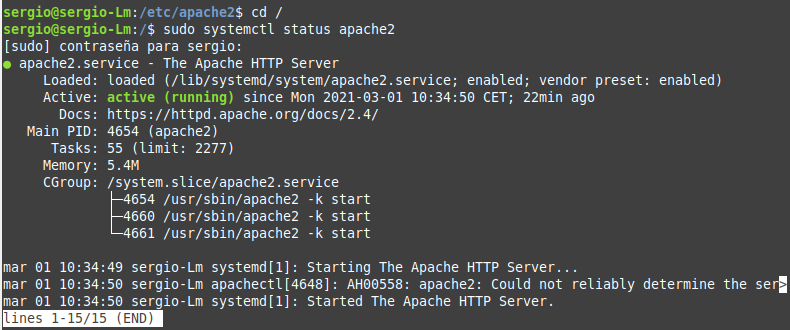 sergio@sergio-Lm:/etc/apache2$ cd /
sergio@sergio-Lm:/$ sudo systemctl status apache2
[sudo] contraseña para sergio:
● apache2.service - The Apache HTTP Server
     Loaded: loaded (/lib/systemd/system/apache2.service; enabled; vendor preset: enabled)
     Active: active (running) since Mon 2021-03-01 10:34:50 CET; 22min ago
       Docs: https://httpd.apache.org/docs/2.4/
   Main PID: 4654 (apache2)
      Tasks: 55 (limit: 2277)
     Memory: 5.4M
     CGroup: /system.slice/apache2.service
             ├─4654 /usr/sbin/apache2 -k start
             ├─4660 /usr/sbin/apache2 -k start
             └─4661 /usr/sbin/apache2 -k start

mar 01 10:34:49 sergio-Lm systemd[1]: Starting The Apache HTTP Server...
mar 01 10:34:50 sergio-Lm apachectl[4648]: AH00558: apache2: Could not reliably determine the ser>
mar 01 10:34:50 sergio-Lm systemd[1]: Started The Apache HTTP Server.
lines 1-15/15 (END)